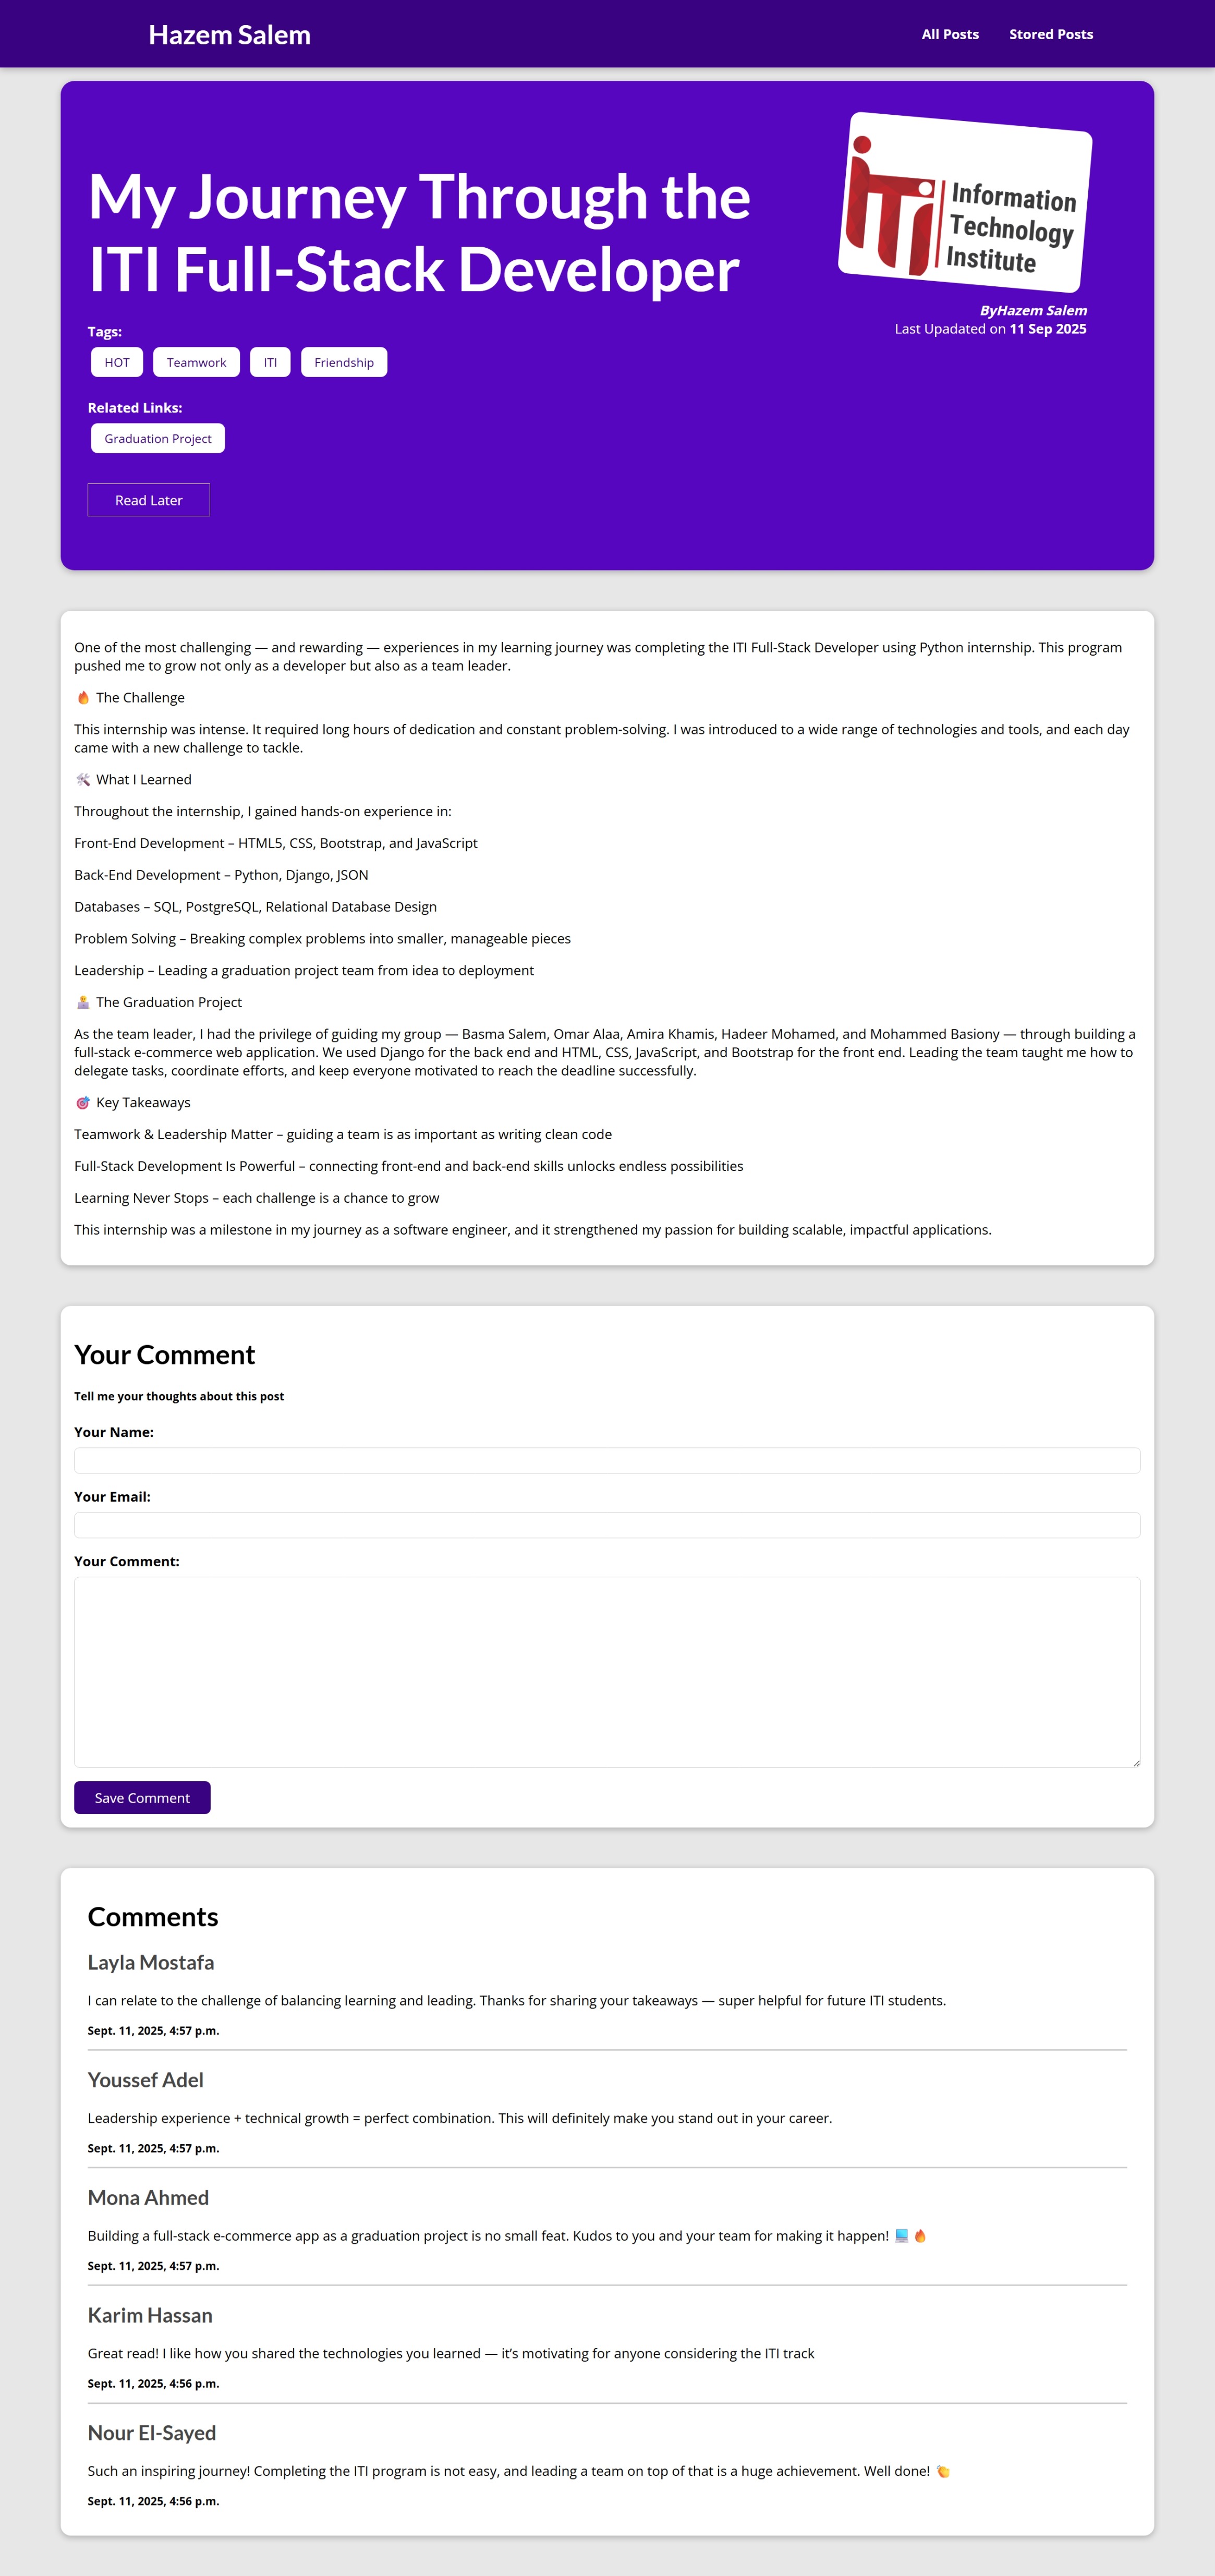 Hazem Salem
All Posts
Stored Posts
My Journey Through the
ITI Full-Stack Developer
iTi
Information
Technology
Institute
ByHazem Salem
Last Upadated on 11 Sep 2025
Tags:
HOT
Teamwork
ITI
Friendship
Related Links:
Graduation Project
Read Later
One of the most challenging — and rewarding — experiences in my learning journey was completing the ITI Full-Stack Developer using Python internship. This program
pushed me to grow not only as a developer but also as a team leader.
🔥 The Challenge
This internship was intense. It required long hours of dedication and constant problem-solving. I was introduced to a wide range of technologies and tools, and each day
came with a new challenge to tackle.
🛠 What I Learned
Throughout the internship, I gained hands-on experience in:
Front-End Development – HTML5, CSS, Bootstrap, and JavaScript
Back-End Development – Python, Django, JSON
Databases – SQL, PostgreSQL, Relational Database Design
Problem Solving – Breaking complex problems into smaller, manageable pieces
Leadership – Leading a graduation project team from idea to deployment
🧑‍💻 The Graduation Project
As the team leader, I had the privilege of guiding my group — Basma Salem, Omar Alaa, Amira Khamis, Hadeer Mohamed, and Mohammed Basiony — through building a
full-stack e-commerce web application. We used Django for the back end and HTML, CSS, JavaScript, and Bootstrap for the front end. Leading the team taught me how to
delegate tasks, coordinate efforts, and keep everyone motivated to reach the deadline successfully.
🎯 Key Takeaways
Teamwork & Leadership Matter – guiding a team is as important as writing clean code
Full-Stack Development Is Powerful – connecting front-end and back-end skills unlocks endless possibilities
Learning Never Stops – each challenge is a chance to grow
This internship was a milestone in my journey as a software engineer, and it strengthened my passion for building scalable, impactful applications.
Your Comment
Tell me your thoughts about this post
Your Name:
Your Email:
Your Comment:
Save Comment
Comments
Layla Mostafa
I can relate to the challenge of balancing learning and leading. Thanks for sharing your takeaways — super helpful for future ITI students.
Sept. 11, 2025, 4:57 p.m.
Youssef Adel
Leadership experience + technical growth = perfect combination. This will definitely make you stand out in your career.
Sept. 11, 2025, 4:57 p.m.
Mona Ahmed
Building a full-stack e-commerce app as a graduation project is no small feat. Kudos to you and your team for making it happen! 💻🔥
Sept. 11, 2025, 4:57 p.m.
Karim Hassan
Great read! I like how you shared the technologies you learned — it’s motivating for anyone considering the ITI track
Sept. 11, 2025, 4:56 p.m.
Nour El-Sayed
Such an inspiring journey! Completing the ITI program is not easy, and leading a team on top of that is a huge achievement. Well done! 👏
Sept. 11, 2025, 4:56 p.m.